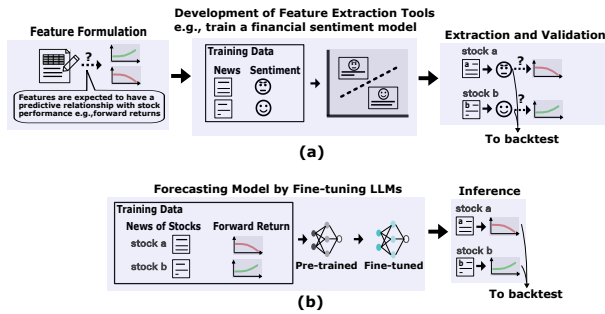 Feature Formulation
?
Features are expected to have a
predictive relationship with stock
performance e.g.,forward returns
Development of Feature Extraction Tools
e.g., train a financial sentiment model
Training Data
News Sentiment
Extraction and Validation
stock a
a
?
stock b
b
?
To backtest
(a)
Forecasting Model by Fine-tuning LLMs
Training Data
News of Stocks Forward Return
stock a
stock b
Pre-trained
Fine-tuned
Inference
stock a
a
stock b
b
To backtest
(b)